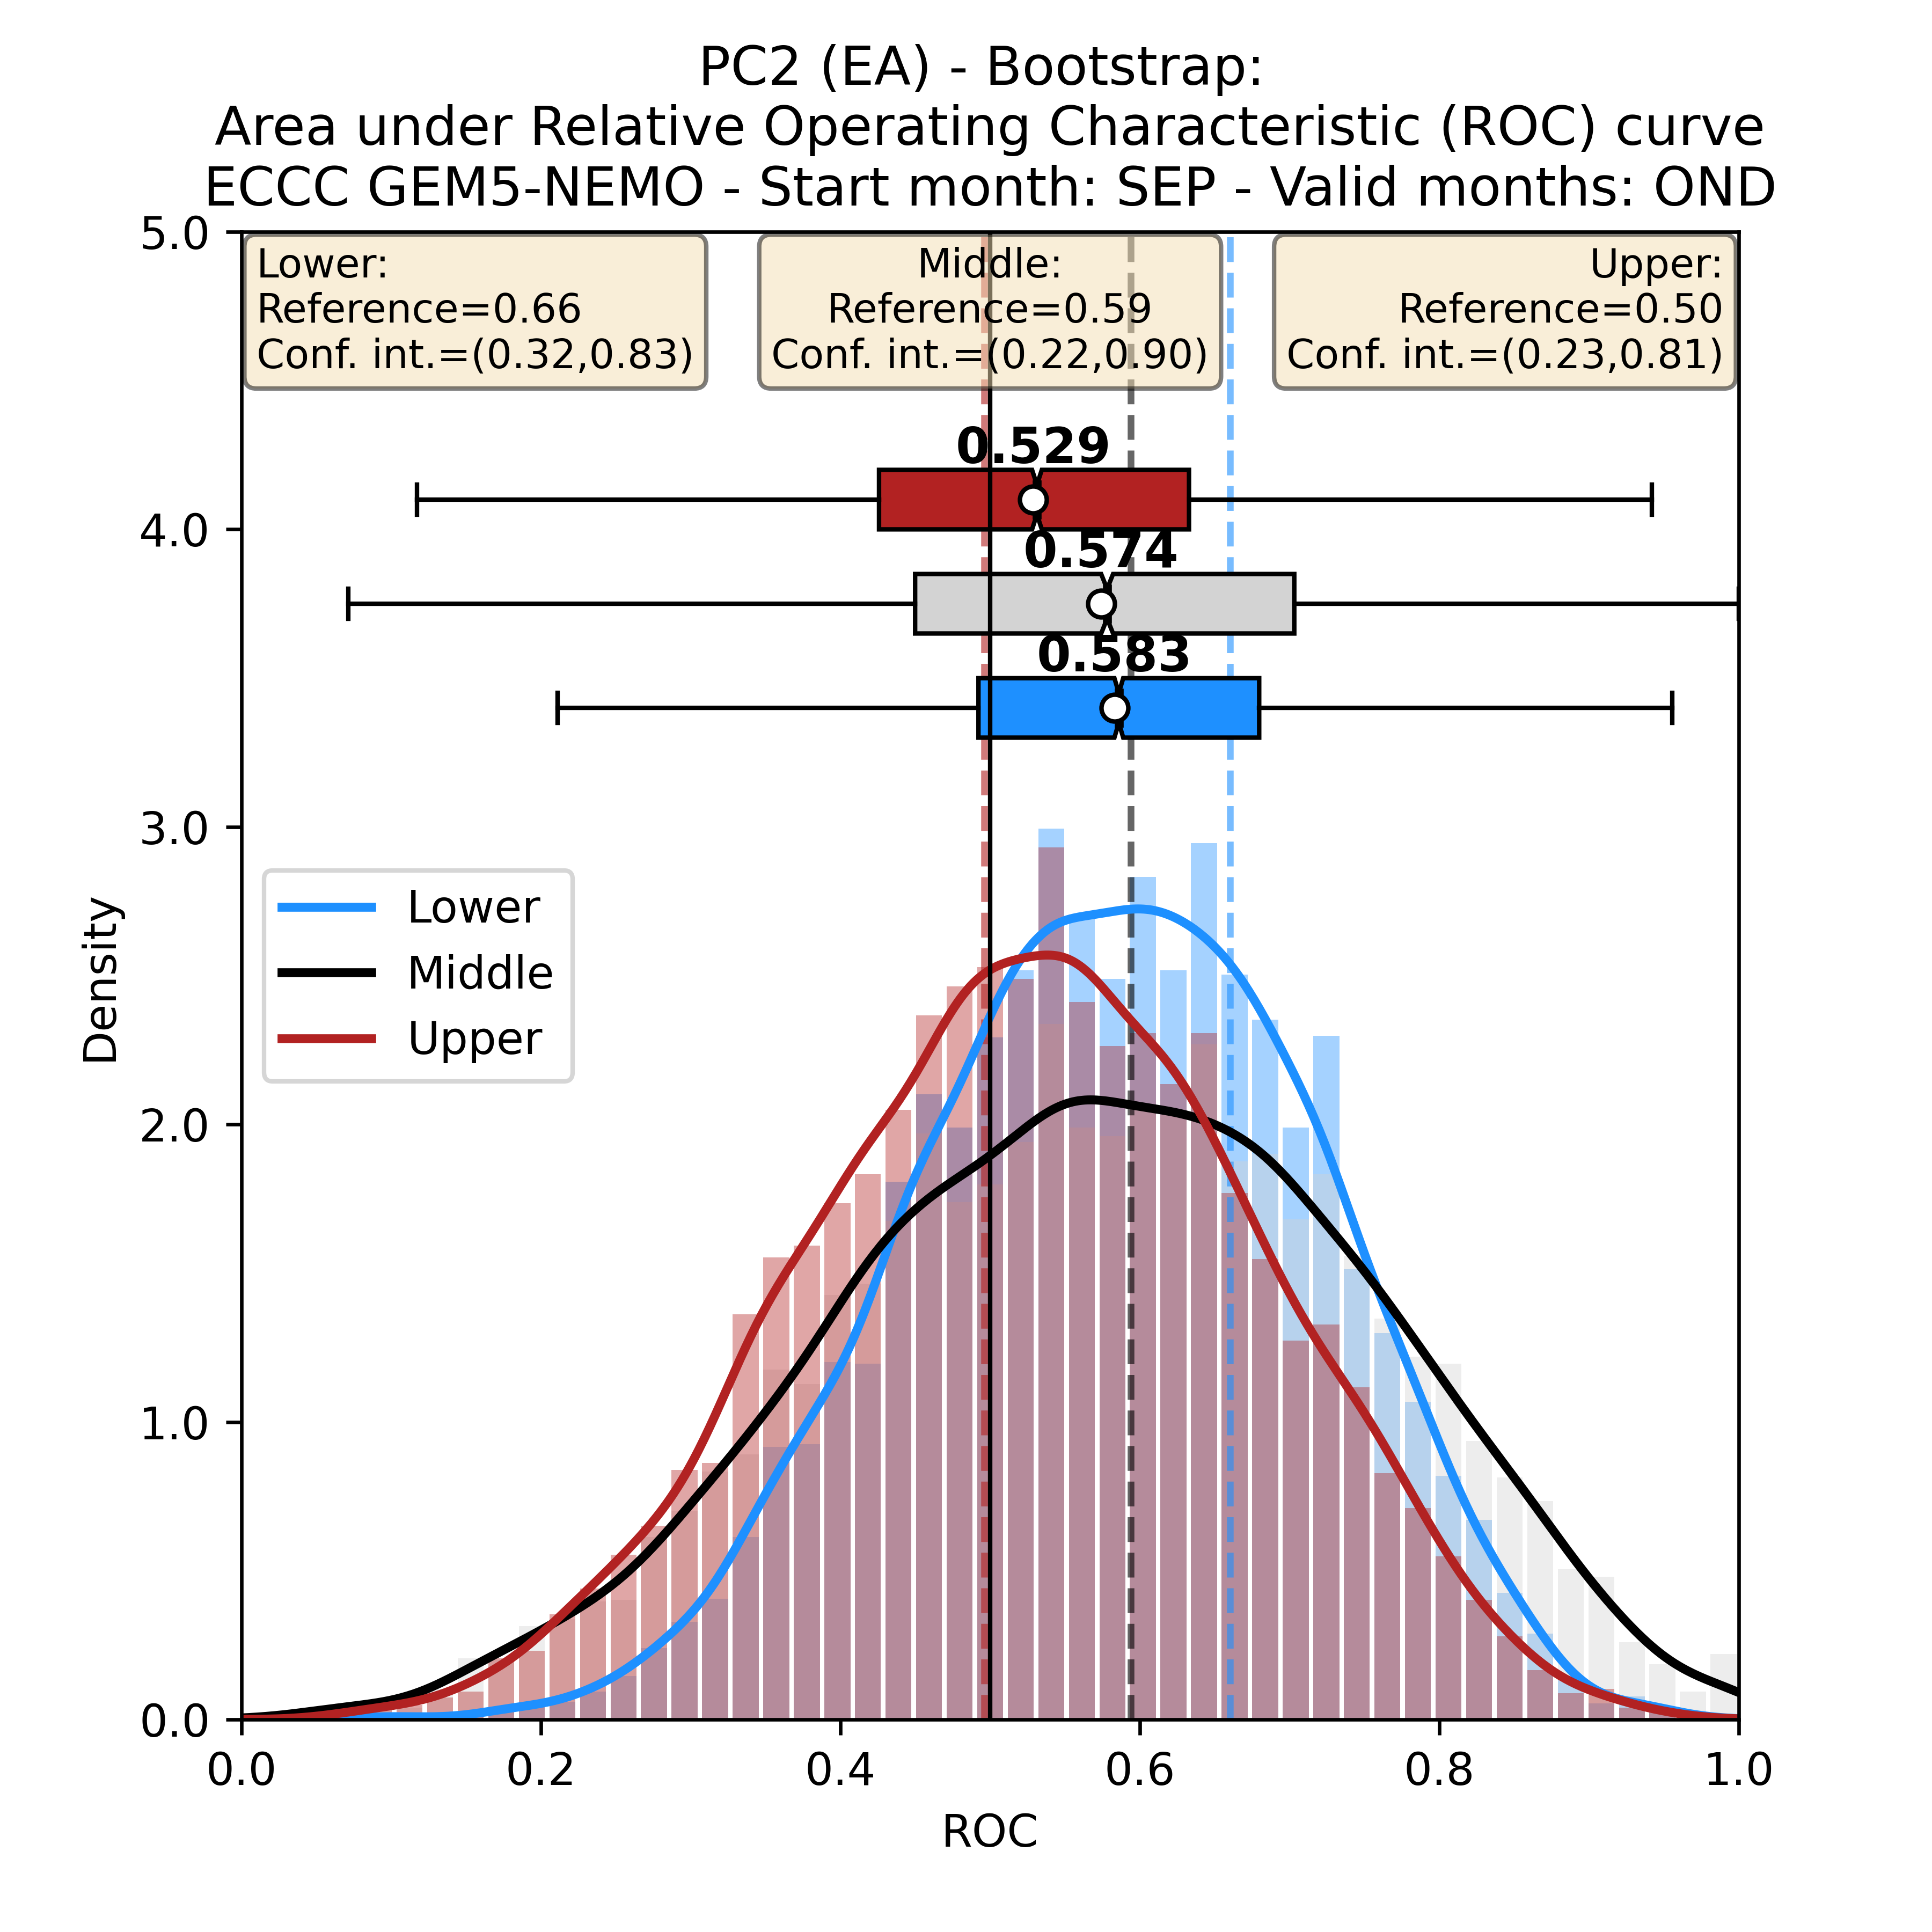 PC2 (EA) - Bootstrap:
Area under Relative Operating Characteristic (ROC) curve
ECCC GEM5-NEMO - Start month: SEP - Valid months: OND
Lower:
Reference=0.66
Conf. int.=(0.32,0.83)
Middle:
Reference=0.59
Conf. int.=(0.22,0.90)
Upper:
Reference=0.50
Conf. int.=(0.23,0.81)
0.529
0.574
0.583
Lower
Middle
Upper
Density
5.0
4.0
3.0
2.0
1.0
0.0
0.0 0.2 0.4 0.6 0.8 1.0
ROC